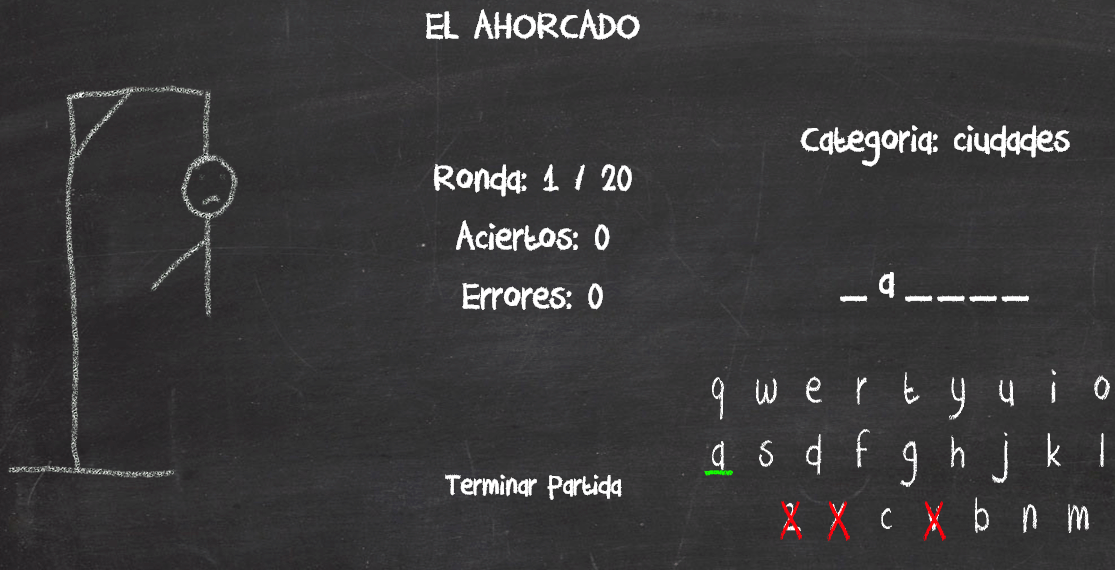 EL AHORCADO
Categoria: ciudades
Ronda: 1 / 20
Aciertos: 0
Errores: 0
_ a _ _ _ _
q w e r t y u i o
a s d f g h j k l
Terminar Partida
z x c v b n m